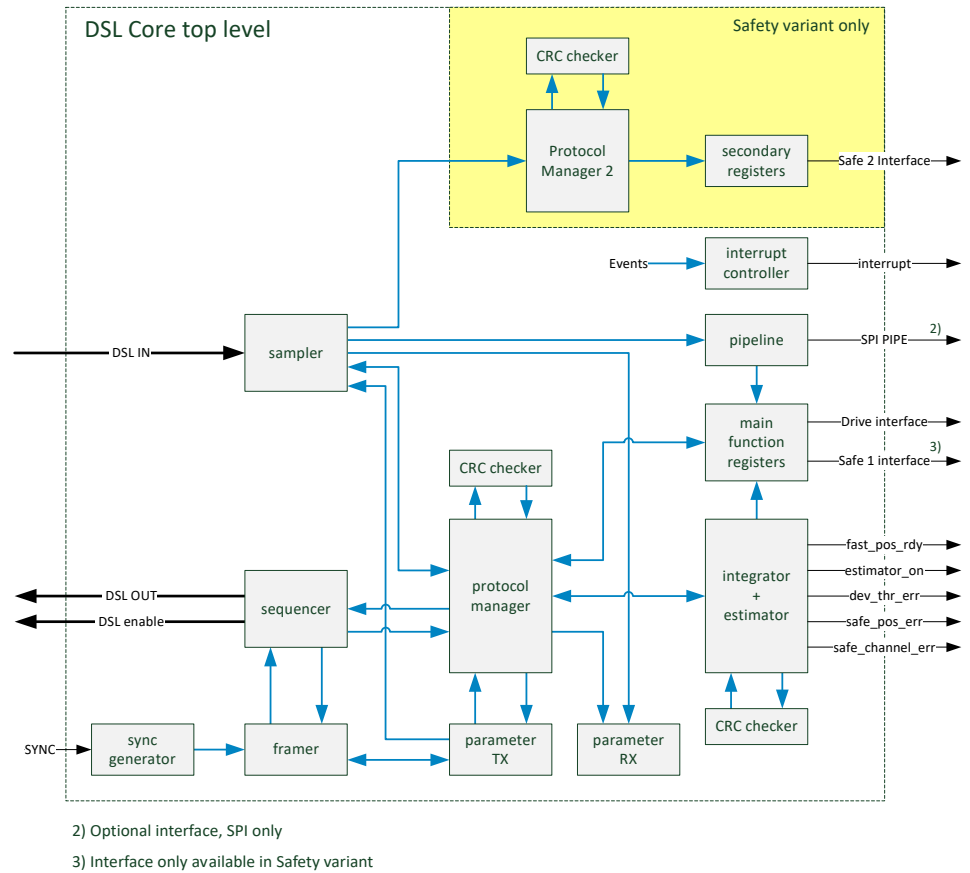 DSL Core top level
Safety variant only
CRC checker
Protocol
Manager 2
secondary
registers
Safe 2 Interface
Events
interrupt
controller
interrupt
DSL IN
sampler
pipeline
SPI PIPE
2)
main
function
registers
Drive interface
Safe 1 interface
3)
CRC checker
protocol
manager
integrator
+
estimator
fast_pos_rdy
estimator_on
dev_thr_err
safe_pos_err
safe_channel_err
DSL OUT
DSL enable
sequencer
CRC checker
SYNC
sync
generator
framer
parameter
TX
parameter
RX
2) Optional interface, SPI only
3) Interface only available in Safety variant